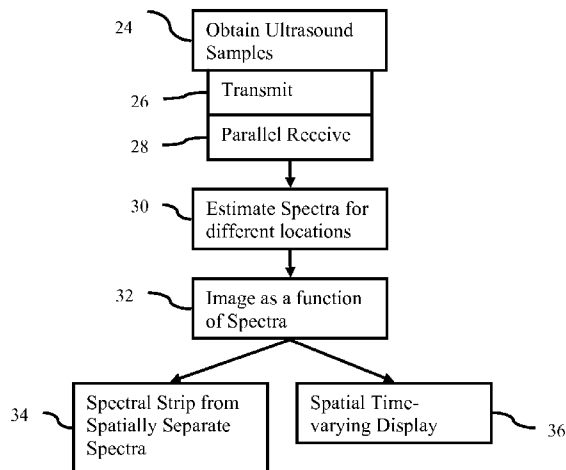 24
Obtain Ultrasound
Samples
26
Transmit
28
Parallel Receive
30
Estimate Spectra for
different locations
32
Image as a function
of Spectra
34
Spectral Strip from
Spatially Separate
Spectra
Spatial Time-
varying Display
36